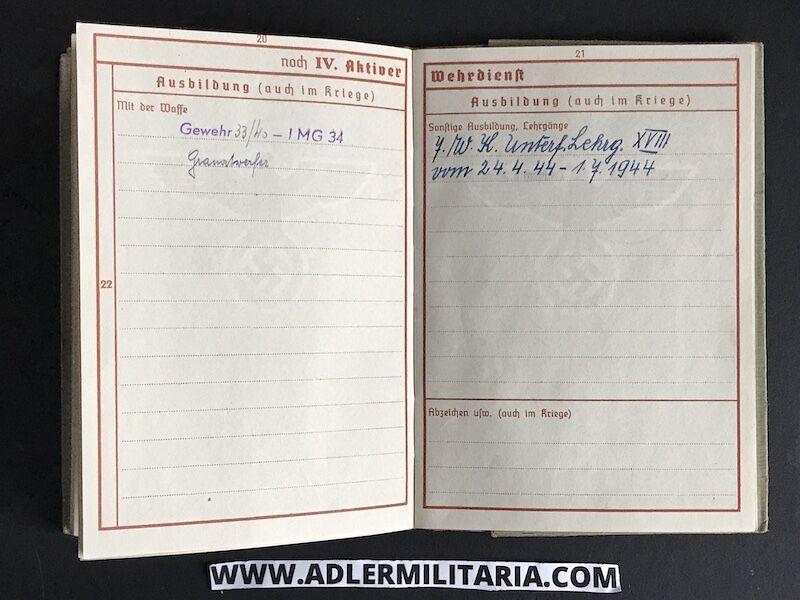 20
noch IV. Aktiver
Ausbildung (auch im Kriege)
Mit der Waffe
Gewehr 33/40 – l MG 34
Granatwerfer
22
21
Wehrdienst
Ausbildung (auch im Kriege)
Sonstige Ausbildung, Lehrgänge
7./W. K. Unterf. Lehrg. XVIII
vom 24. 4. 44 – 1. 7. 1944
Abzeichen usw. (auch im Kriege)
WWW.ADLERMILITARIA.COM